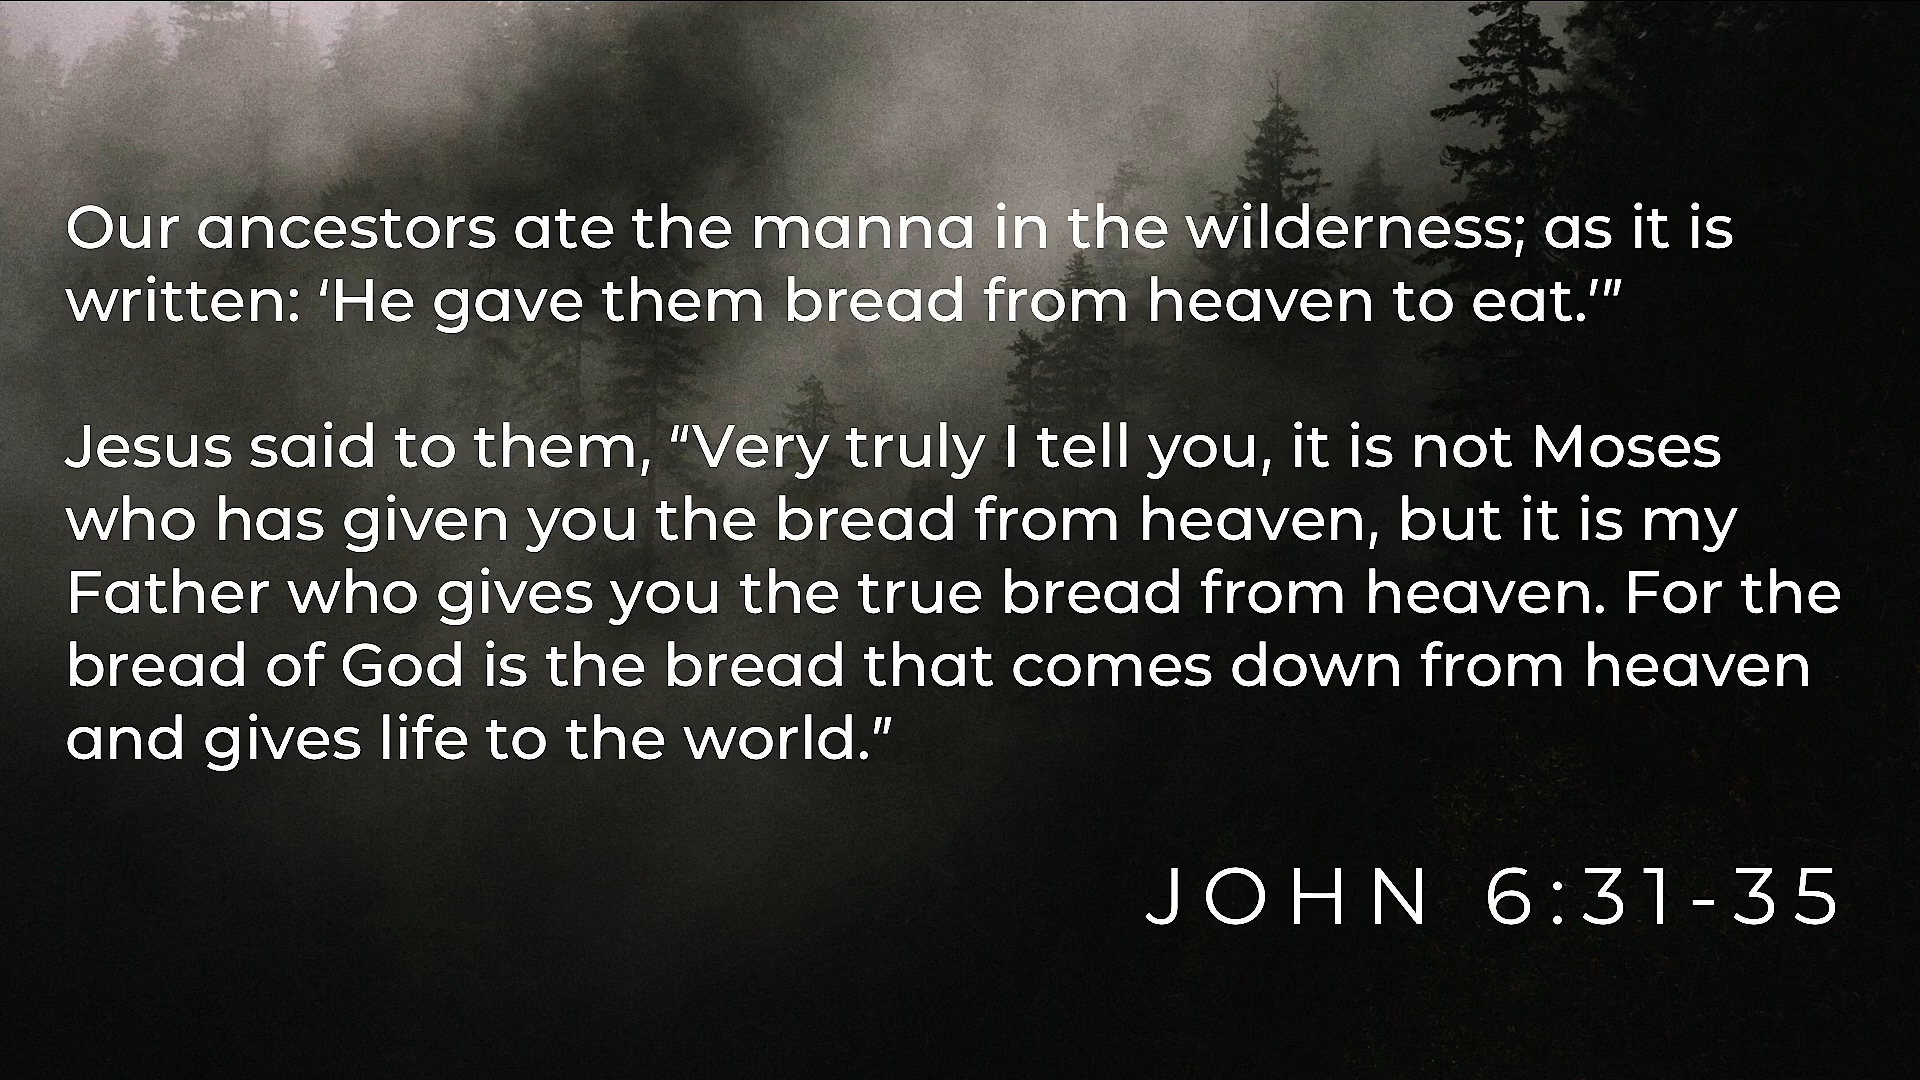 Our ancestors ate the manna in the wilderness; as it is
written: ‘He gave them bread from heaven to eat.’”
Jesus said to them, “Very truly I tell you, it is not Moses
who has given you the bread from heaven, but it is my
Father who gives you the true bread from heaven. For the
bread of God is the bread that comes down from heaven
and gives life to the world.”
JOHN 6:31-35